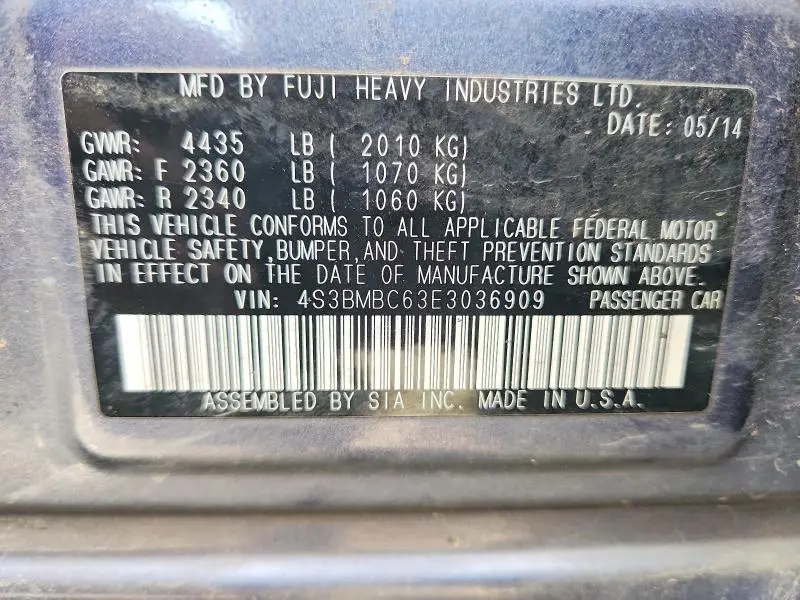 MFD BY FUJI HEAVY INDUSTRIES LTD.
DATE: 05/14
GVWR: 4435 LB ( 2010 KG)
GAWR: F 2360 LB ( 1070 KG)
GAWR: R 2340 LB ( 1060 KG)
THIS VEHICLE CONFORMS TO ALL APPLICABLE FEDERAL MOTOR
VEHICLE SAFETY, BUMPER, AND THEFT PREVENTION STANDARDS
IN EFFECT ON THE DATE OF MANUFACTURE SHOWN ABOVE.
VIN: 4S3BMBC63E3036909 PASSENGER CAR
ASSEMBLED BY SIA INC. MADE IN U.S.A.